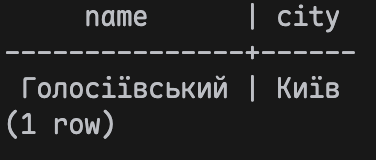 name | city
---------------+------
Голосіївський | Київ
(1 row)